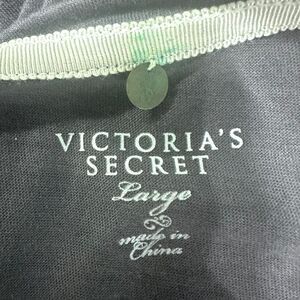 VICTORIA'S
SECRET
Large
made in
China